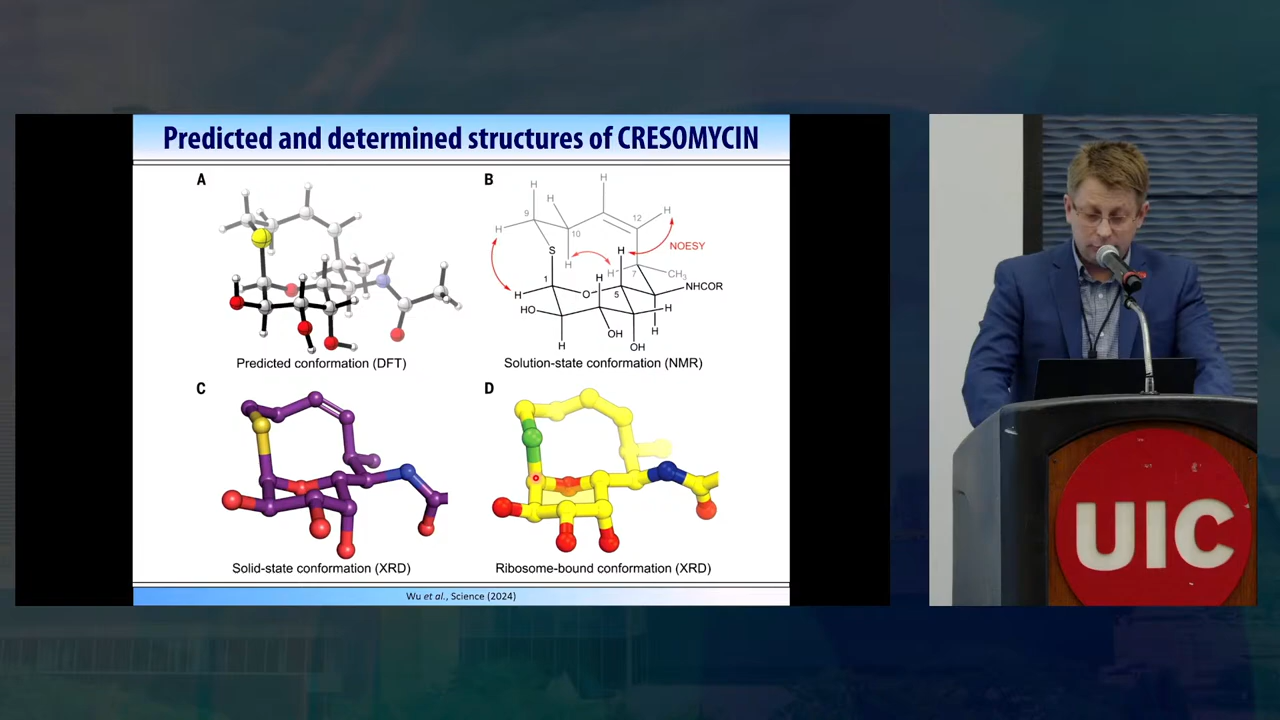 Predicted and determined structures of CRESOMYCIN
A
Predicted conformation (DFT)
B
H
H
H
9
H
10
12
H
S
H
NOESY
H
H
7
CH₃
1
H
H
O
5
NHCOR
HO
H
OH
H
H
OH
Solution-state conformation (NMR)
C
Solid-state conformation (XRD)
D
Ribosome-bound conformation (XRD)
Wu et al., Science (2024)
UIC